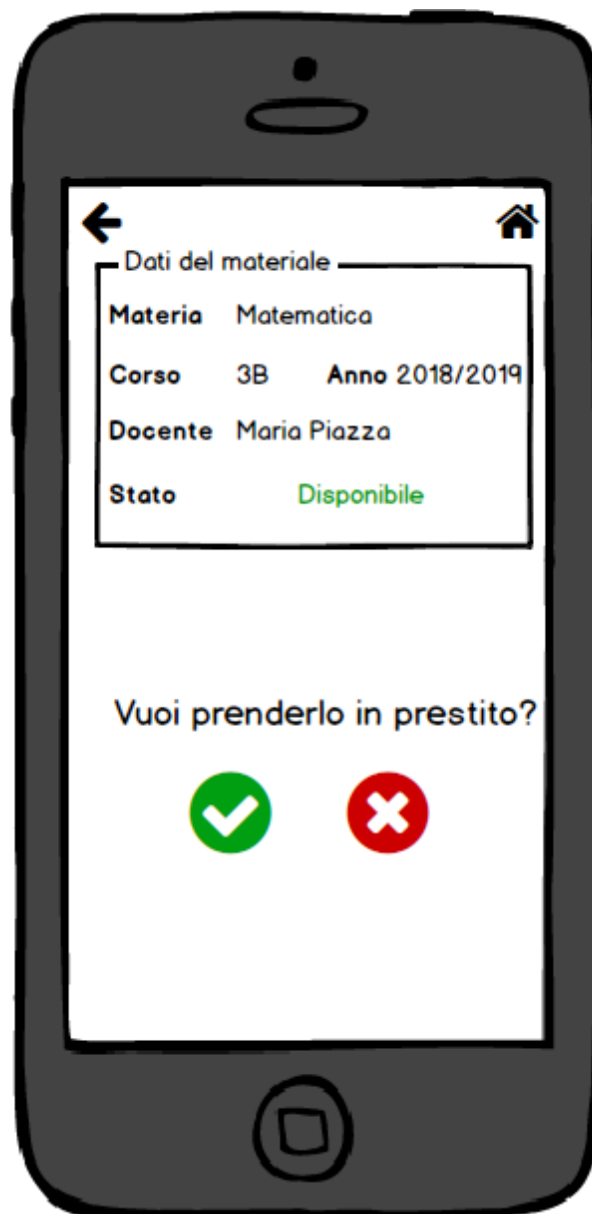 Dati del materiale
Materia Matematica
Corso 3B Anno 2018/2019
Docente Maria Piazza
Stato Disponibile
Vuoi prenderlo in prestito?